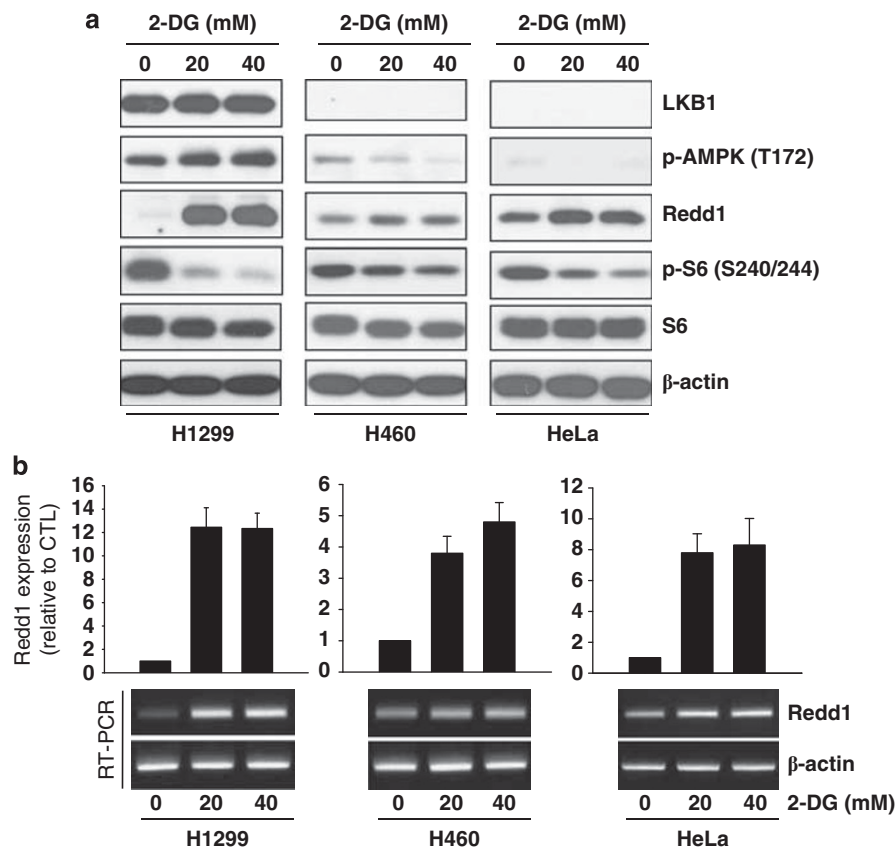 a
2-DG (mM) 2-DG (mM) 2-DG (mM)
0 20 40 0 20 40 0 20 40
LKB1
p-AMPK (T172)
Redd1
p-S6 (S240/244)
S6
β-actin
H1299 H460 HeLa
b
Redd1 expression
(relative to CTL)
16
14
12
10
8
6
4
2
0
6
5
4
3
2
1
0
12
10
8
6
4
2
0
RT-PCR
Redd1
β-actin
0 20 40 0 20 40 0 20 40 2-DG (mM)
H1299 H460 HeLa